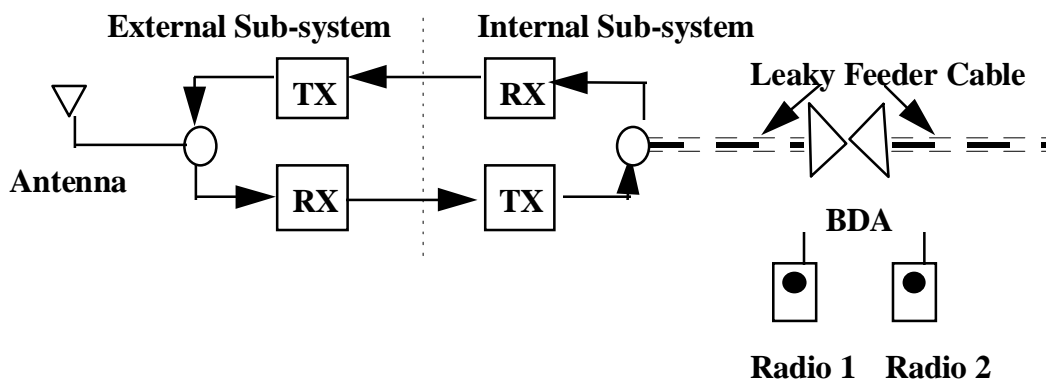 External Sub-system
Internal Sub-system
Leaky Feeder Cable
TX
RX
Antenna
RX
TX
BDA
Radio 1
Radio 2